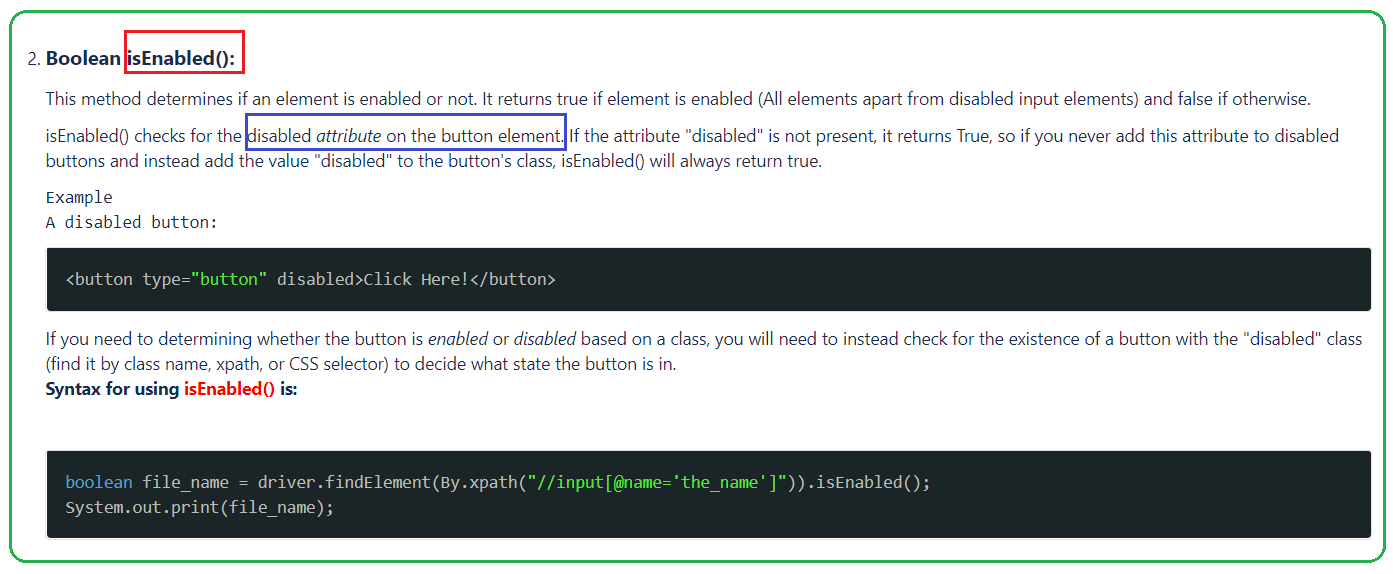 2. Boolean isEnabled():
This method determines if an element is enabled or not. It returns true if element is enabled (All elements apart from disabled input elements) and false if otherwise.
isEnabled() checks for the disabled attribute on the button element. If the attribute "disabled" is not present, it returns True, so if you never add this attribute to disabled
buttons and instead add the value "disabled" to the button's class, isEnabled() will always return true.
Example
A disabled button:
<button type="button" disabled>Click Here!</button>
If you need to determining whether the button is enabled or disabled based on a class, you will need to instead check for the existence of a button with the "disabled" class
(find it by class name, xpath, or CSS selector) to decide what state the button is in.
Syntax for using isEnabled() is:
boolean file_name = driver.findElement(By.xpath("//input[@name='the_name']")).isEnabled();
System.out.print(file_name);